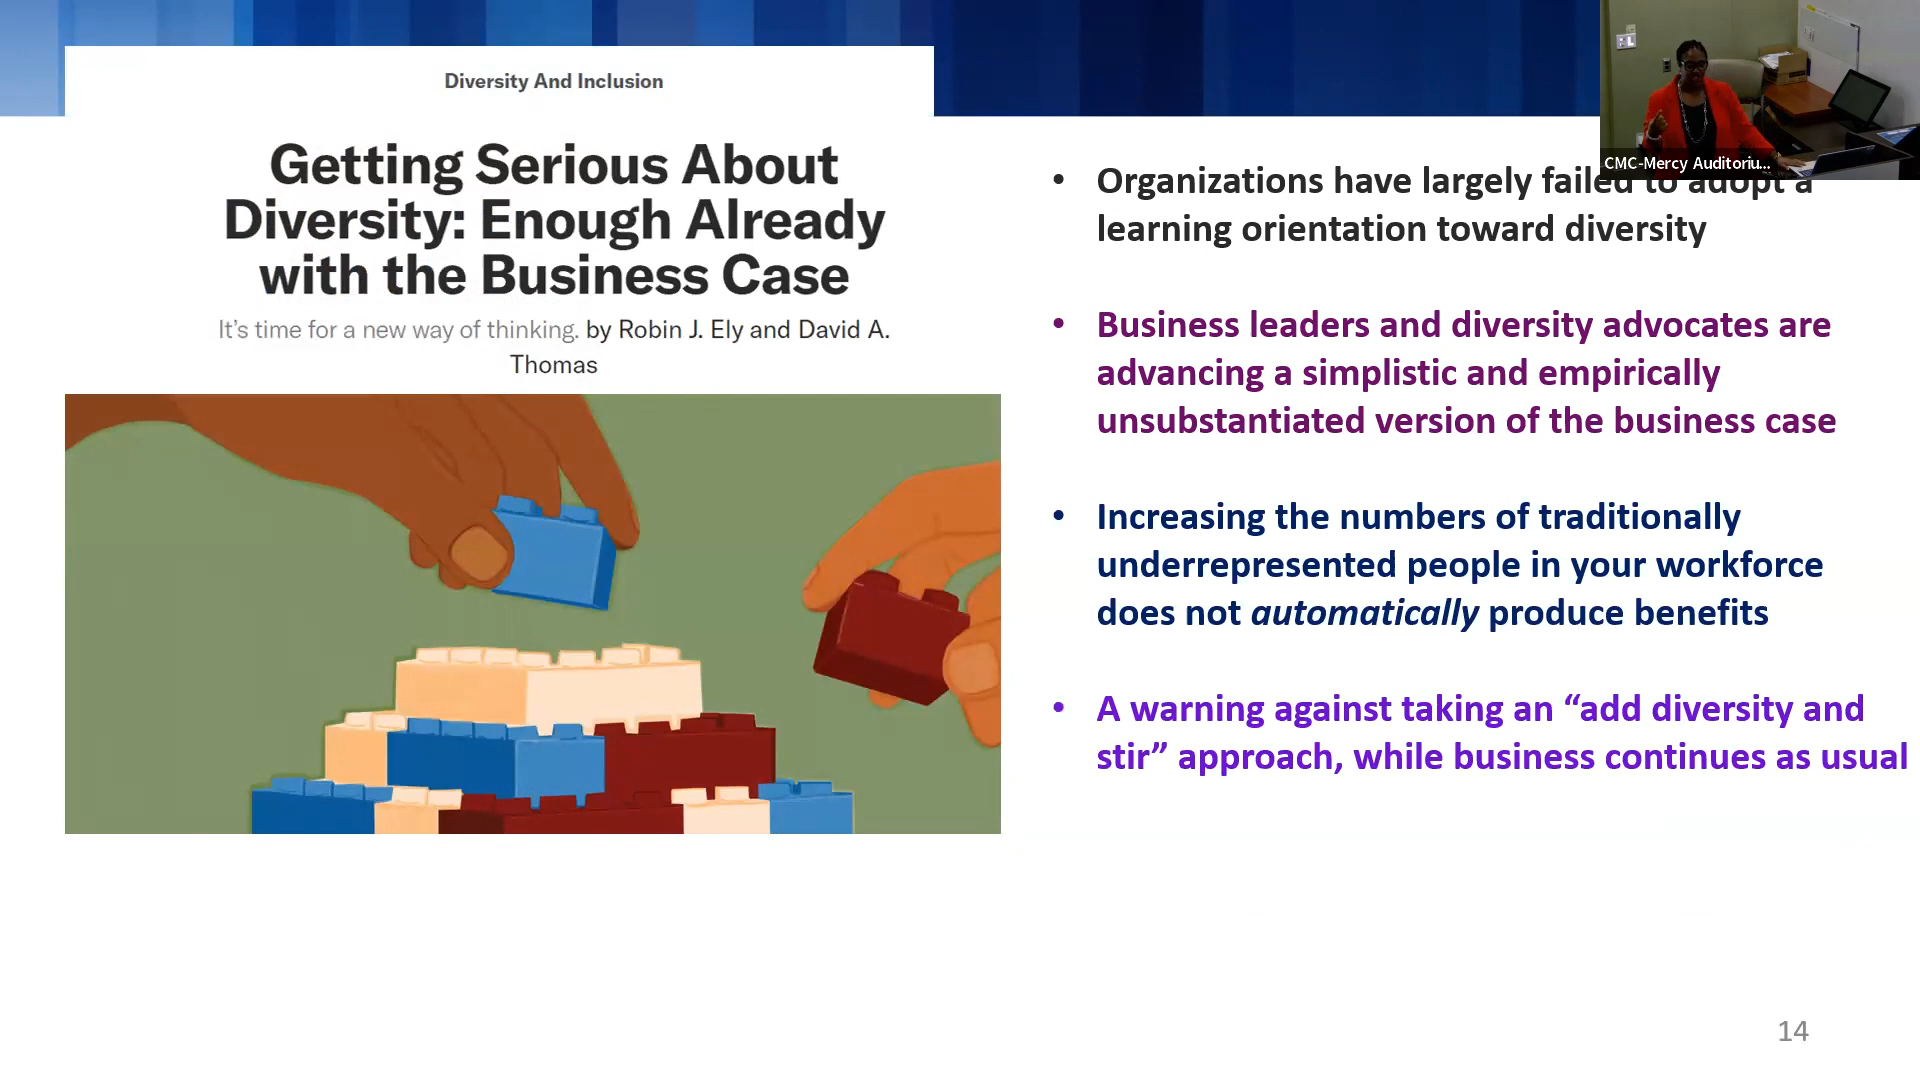 Diversity And Inclusion
Getting Serious About
Diversity: Enough Already
with the Business Case
It's time for a new way of thinking. by Robin J. Ely and David A.
Thomas
CMC-Mercy Auditoriu...
• Organizations have largely failed to adopt a
learning orientation toward diversity
• Business leaders and diversity advocates are
advancing a simplistic and empirically
unsubstantiated version of the business case
• Increasing the numbers of traditionally
underrepresented people in your workforce
does not automatically produce benefits
• A warning against taking an “add diversity and
stir” approach, while business continues as usual
14